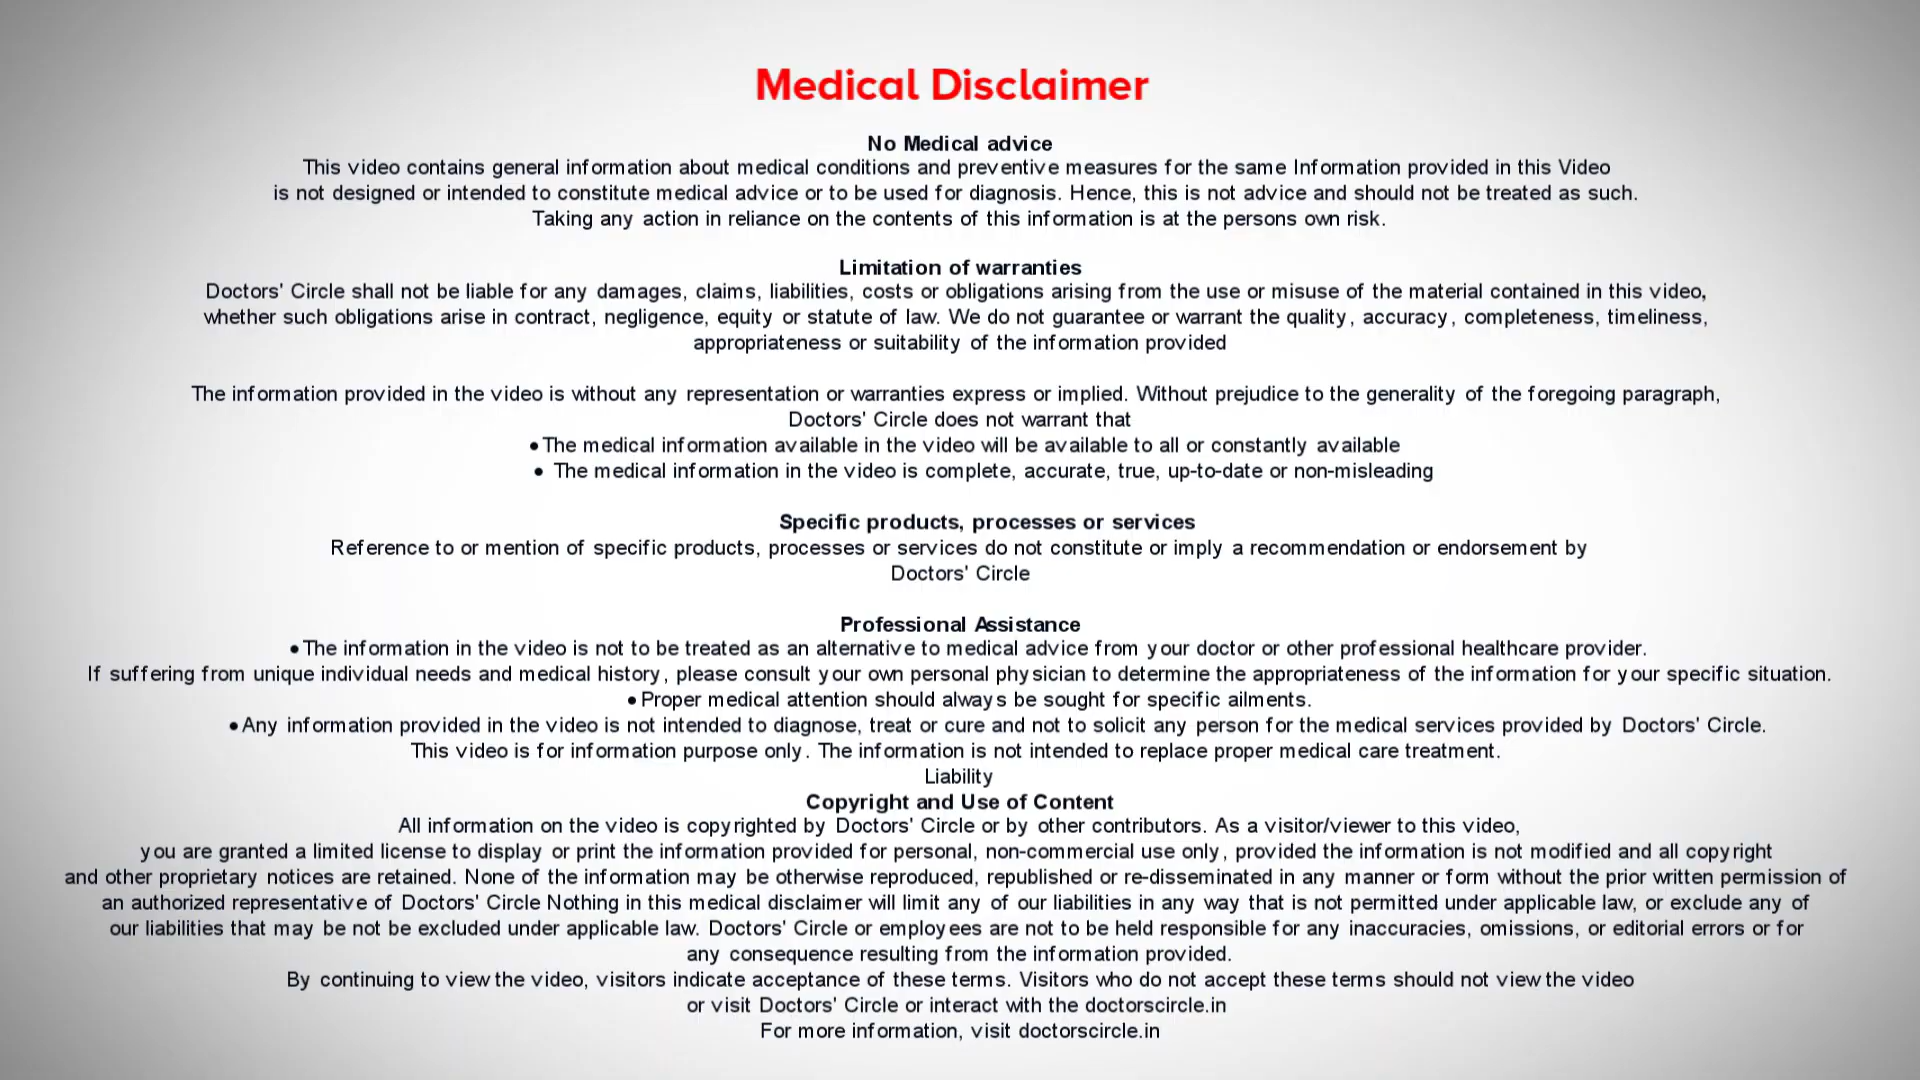 Medical Disclaimer
No Medical advice
This video contains general information about medical conditions and preventive measures for the same Information provided in this Video
is not designed or intended to constitute medical advice or to be used for diagnosis. Hence, this is not advice and should not be treated as such.
Taking any action in reliance on the contents of this information is at the persons own risk.
Limitation of warranties
Doctors' Circle shall not be liable for any damages, claims, liabilities, costs or obligations arising from the use or misuse of the material contained in this video,
whether such obligations arise in contract, negligence, equity or statute of law. We do not guarantee or warrant the quality, accuracy, completeness, timeliness,
appropriateness or suitability of the information provided
The information provided in the video is without any representation or warranties express or implied. Without prejudice to the generality of the foregoing paragraph,
Doctors' Circle does not warrant that
•The medical information available in the video will be available to all or constantly available
• The medical information in the video is complete, accurate, true, up-to-date or non-misleading
Specific products, processes or services
Reference to or mention of specific products, processes or services do not constitute or imply a recommendation or endorsement by
Doctors' Circle
Professional Assistance
•The information in the video is not to be treated as an alternative to medical advice from your doctor or other professional healthcare provider.
If suffering from unique individual needs and medical history, please consult your own personal physician to determine the appropriateness of the information for your specific situation.
•Proper medical attention should always be sought for specific ailments.
•Any information provided in the video is not intended to diagnose, treat or cure and not to solicit any person for the medical services provided by Doctors' Circle.
This video is for information purpose only. The information is not intended to replace proper medical care treatment.
Liability
Copyright and Use of Content
All information on the video is copyrighted by Doctors' Circle or by other contributors. As a visitor/viewer to this video,
you are granted a limited license to display or print the information provided for personal, non-commercial use only, provided the information is not modified and all copyright
and other proprietary notices are retained. None of the information may be otherwise reproduced, republished or re-disseminated in any manner or form without the prior written permission of
an authorized representative of Doctors' Circle Nothing in this medical disclaimer will limit any of our liabilities in any way that is not permitted under applicable law, or exclude any of
our liabilities that may be not be excluded under applicable law. Doctors' Circle or employees are not to be held responsible for any inaccuracies, omissions, or editorial errors or for
any consequence resulting from the information provided.
By continuing to view the video, visitors indicate acceptance of these terms. Visitors who do not accept these terms should not view the video
or visit Doctors' Circle or interact with the doctorscircle.in
For more information, visit doctorscircle.in